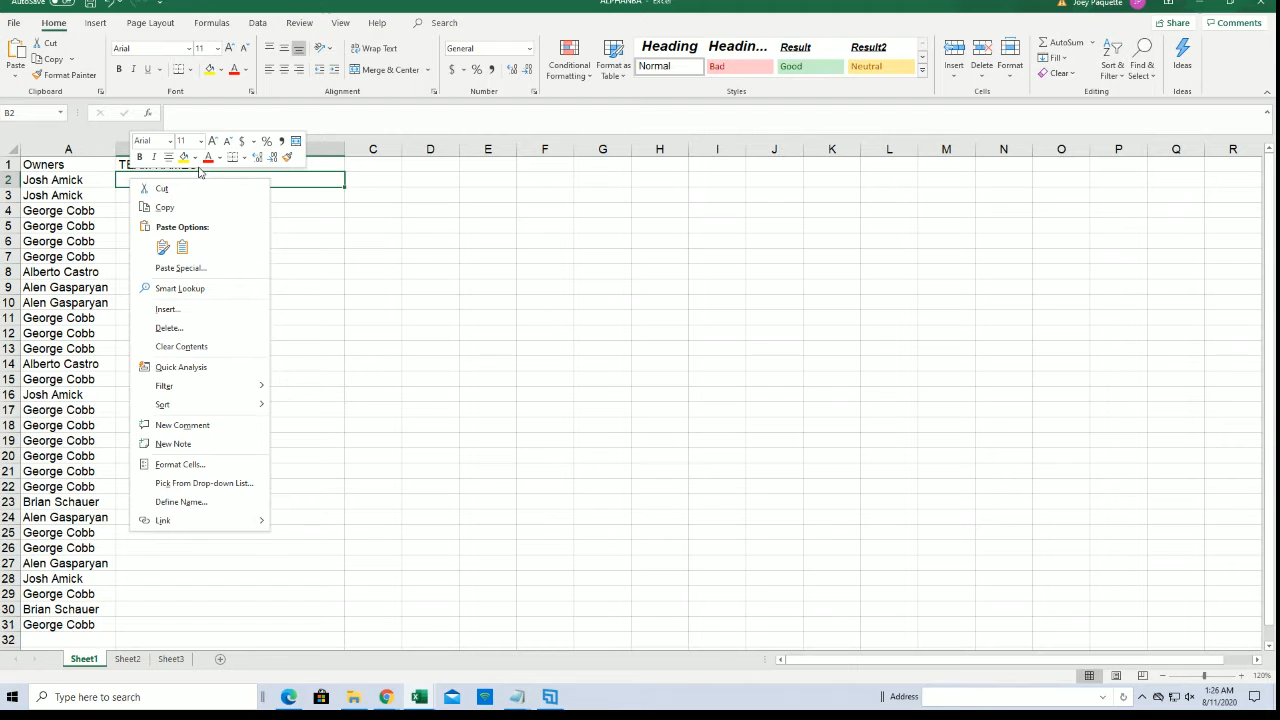 AutoSave
ALPHANBA - Excel
Joey Paquette
File Home Insert Page Layout Formulas Data Review View Help Search Share Comments
Cut
Copy
Format Painter
Paste
Arial 11
Wrap Text
Merge & Center
General
Conditional Formatting
Format as Table
Heading Headin... Result Result2
Normal Bad Good Neutral
Insert Delete Format
AutoSum
Fill
Clear
Sort & Filter
Find & Select
Ideas
Clipboard Font Alignment Number Styles Cells Editing Ideas
B2 fx
Arial 11
A C D E F G H I J K L M N O P Q R
1 Owners
2 Josh Amick
3 Josh Amick
4 George Cobb
5 George Cobb
6 George Cobb
7 George Cobb
8 Alberto Castro
9 Alen Gasparyan
10 Alen Gasparyan
11 George Cobb
12 George Cobb
13 George Cobb
14 Alberto Castro
15 George Cobb
16 Josh Amick
17 George Cobb
18 George Cobb
19 George Cobb
20 George Cobb
21 George Cobb
22 George Cobb
23 Brian Schauer
24 Alen Gasparyan
25 George Cobb
26 George Cobb
27 Alen Gasparyan
28 Josh Amick
29 George Cobb
30 Brian Schauer
31 George Cobb
32
Cut
Copy
Paste Options:
Paste Special...
Smart Lookup
Insert...
Delete...
Clear Contents
Quick Analysis
Filter
Sort
New Comment
New Note
Format Cells...
Pick From Drop-down List...
Define Name...
Link
Sheet1 Sheet2 Sheet3
120%
Type here to search
Address
1:26 AM
8/11/2020